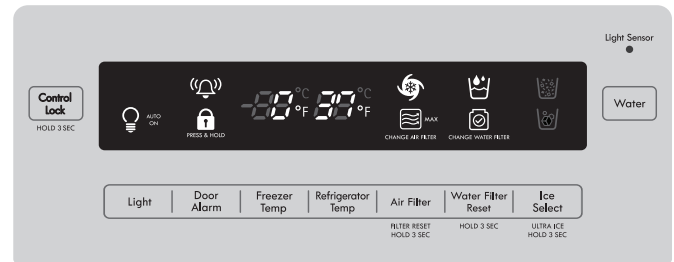 Light Sensor
Control
Lock
HOLD 3 SEC
AUTO
ON
PRESS & HOLD
-88°C
°F
88°C
°F
MAX
CHANGE AIR FILTER
CHANGE WATER FILTER
Water
Light
Door
Alarm
Freezer
Temp
Refrigerator
Temp
Air Filter
Water Filter
Reset
Ice
Select
FILTER RESET
HOLD 3 SEC
HOLD 3 SEC
ULTRA ICE
HOLD 3 SEC